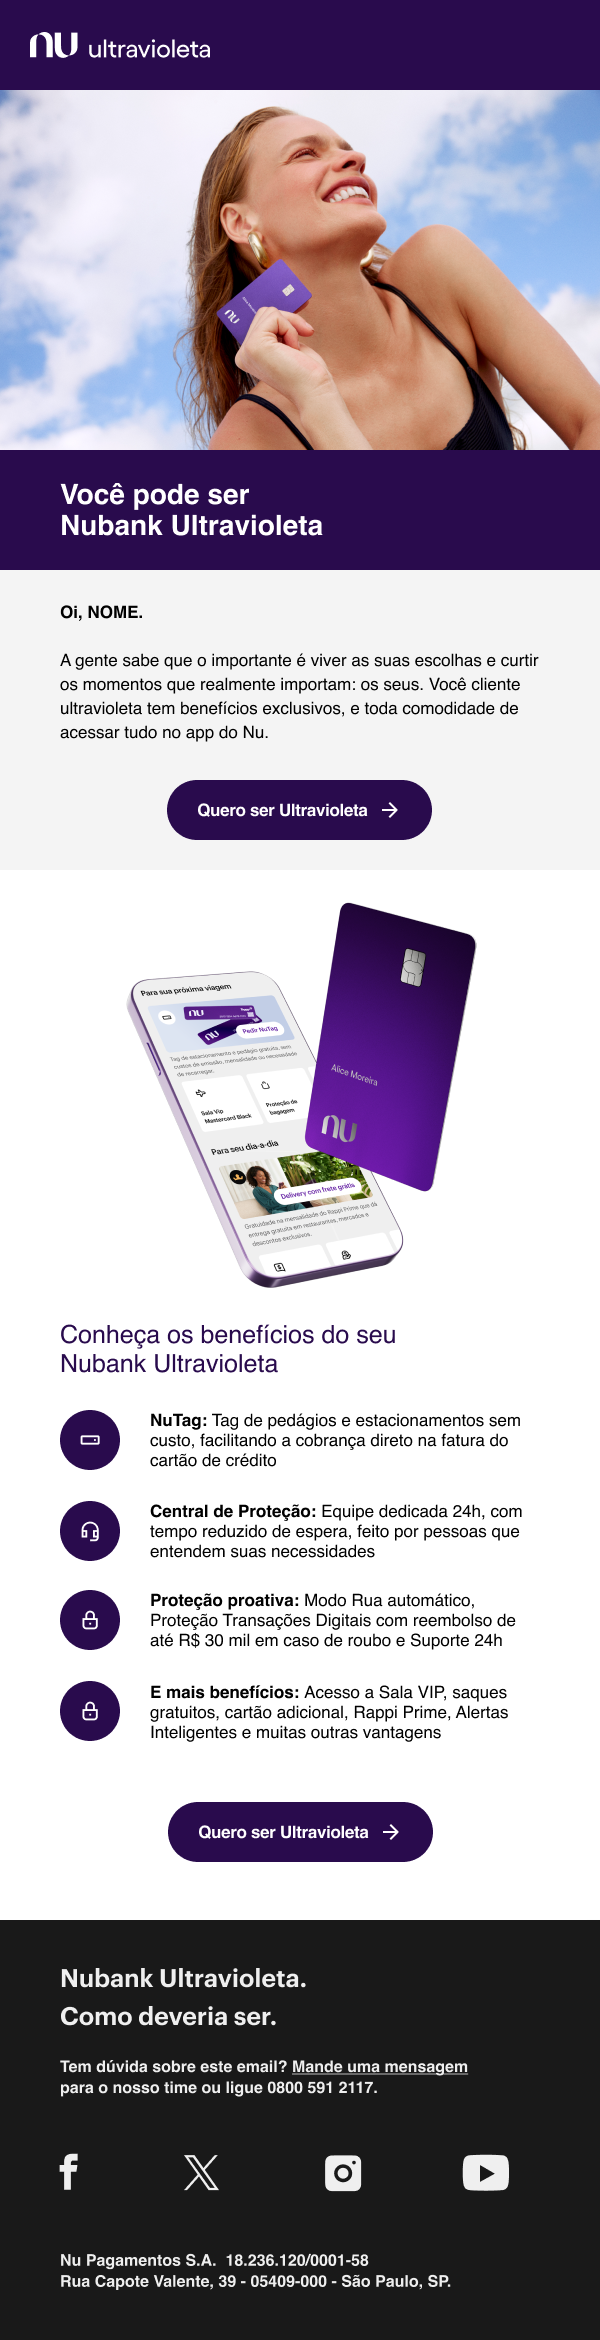 nu ultravioleta
nu
Você pode ser
Nubank Ultravioleta
Oi, NOME.
A gente sabe que o importante é viver as suas escolhas e curtir
os momentos que realmente importam: os seus. Você cliente
ultravioleta tem benefícios exclusivos, e toda comodidade de
acessar tudo no app do Nu.
Quero ser Ultravioleta
Para sua próxima viagem
nu
nu
Pedir NuTag
Tag de estacionamento e pedágio gratuita, sem
custos de emissão, mensalidade ou necessidade
de recarregar.
Sala Vip
Mastercard Black
Proteção de
bagagem
Para seu dia-a-dia
Delivery com frete grátis
Gratuidade na mensalidade do Rappi Prime que dá
entrega gratuita em restaurantes, mercados e
descontos exclusivos.
Alice Moreira
nu
Conheça os benefícios do seu
Nubank Ultravioleta
NuTag: Tag de pedágios e estacionamentos sem
custo, facilitando a cobrança direto na fatura do
cartão de crédito
Central de Proteção: Equipe dedicada 24h, com
tempo reduzido de espera, feito por pessoas que
entendem suas necessidades
Proteção proativa: Modo Rua automático,
Proteção Transações Digitais com reembolso de
até R$ 30 mil em caso de roubo e Suporte 24h
E mais benefícios: Acesso a Sala VIP, saques
gratuitos, cartão adicional, Rappi Prime, Alertas
Inteligentes e muitas outras vantagens
Quero ser Ultravioleta
Nubank Ultravioleta.
Como deveria ser.
Tem dúvida sobre este email? Mande uma mensagem
para o nosso time ou ligue 0800 591 2117.
Nu Pagamentos S.A. 18.236.120/0001-58
Rua Capote Valente, 39 - 05409-000 - São Paulo, SP.